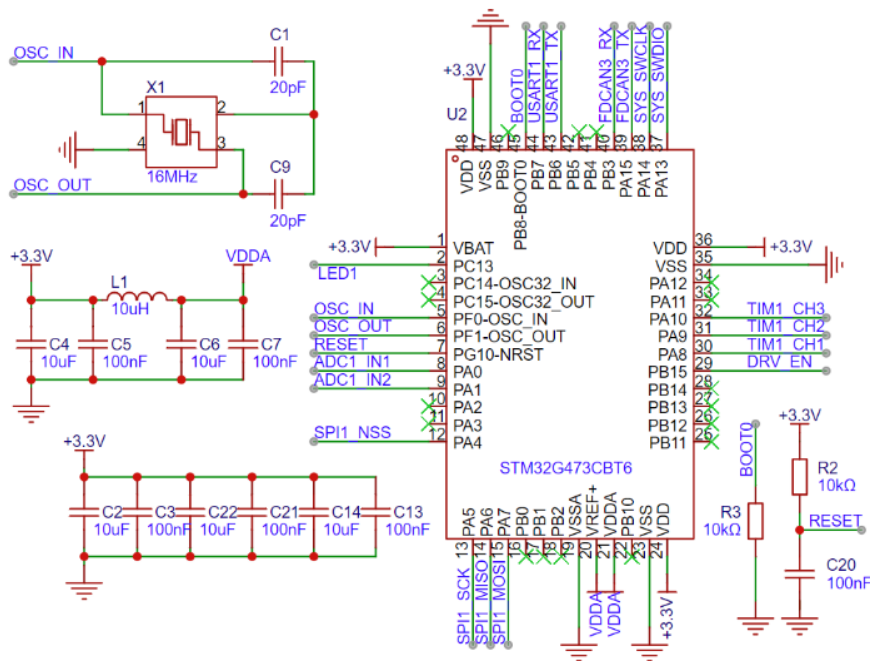 OSC_IN
C1
20pF
X1
1
2
4
3
16MHz
OSC_OUT
C9
20pF
+3.3V
VDDA
L1
10uH
C4
10uF
C5
100nF
C6
10uF
C7
100nF
+3.3V
C2
10uF
C3
100nF
C22
10uF
C21
100nF
C14
10uF
C13
100nF
+3.3V
U2
BOOT0
USART1_RX
USART1_TX
FDCAN3_RX
FDCAN3_TX
SYS_SWCLK
SYS_SWDIO
48
47
46
45
44
43
42
41
40
39
38
37
VDD
VSS
PB9
PB8-BOOT0
PB7
PB6
PB5
PB4
PB3
PA15
PA14
PA13
+3.3V
1 VBAT
LED1 2 PC13
3 PC14-OSC32_IN
4 PC15-OSC32_OUT
OSC_IN 5 PF0-OSC_IN
OSC_OUT 6 PF1-OSC_OUT
RESET 7 PG10-NRST
ADC1_IN1 8 PA0
ADC1_IN2 9 PA1
10 PA2
11 PA3
SPI1_NSS 12 PA4
VDD 36 +3.3V
VSS 35
PA12 34
PA11 33
PA10 32 TIM1_CH3
PA9 31 TIM1_CH2
PA8 30 TIM1_CH1
PB15 29 DRV_EN
PB14 28
PB13 27
PB12 26
PB11 25
STM32G473CBT6
PA5
PA6
PA7
PB0
PB1
PB2
VSSA
VREF+
VDDA
PB10
VSS
VDD
13
14
15
16
17
18
19
20
21
22
23
24
SPI1_SCK
SPI1_MISO
SPI1_MOSI
VDDA
VDDA
+3.3V
BOOT0
R3
10kΩ
+3.3V
R2
10kΩ
RESET
C20
100nF